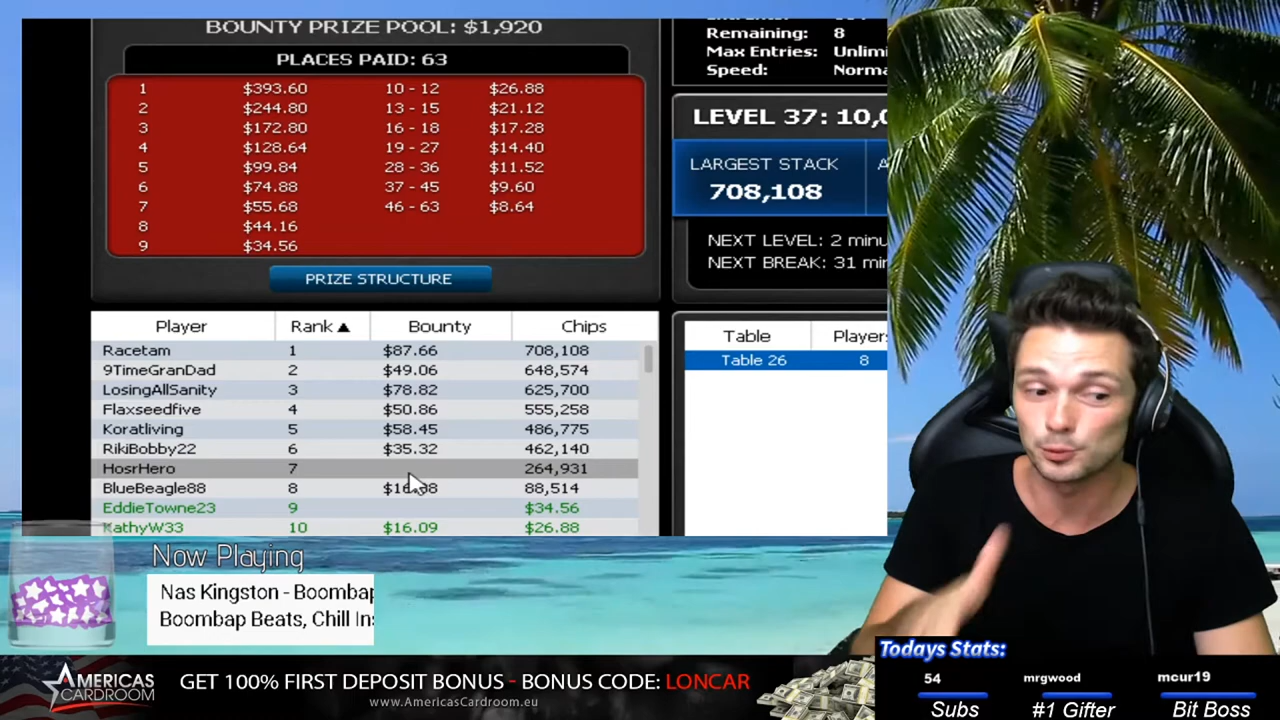 BOUNTY PRIZE POOL: $1,920
PLACES PAID: 63
1 $393.60 10 - 12 $26.88
2 $244.80 13 - 15 $21.12
3 $172.80 16 - 18 $17.28
4 $128.64 19 - 27 $14.40
5 $99.84 28 - 36 $11.52
6 $74.88 37 - 45 $9.60
7 $55.68 46 - 63 $8.64
8 $44.16
9 $34.56
PRIZE STRUCTURE
Remaining: 8
Max Entries: Unlimi
Speed: Norma
LEVEL 37: 10,0
LARGEST STACK
708,108
NEXT LEVEL: 2 minu
NEXT BREAK: 31 min
Player Rank▲ Bounty Chips
Racetam 1 $87.66 708,108
9TimeGranDad 2 $49.06 648,574
LosingAllSanity 3 $78.82 625,700
Flaxseedfive 4 $50.86 555,258
Koratliving 5 $58.45 486,775
RikiBobby22 6 $35.32 462,140
HosrHero 7 264,931
BlueBeagle88 8 88,514
EddieTowne23 9 $34.56
KathyW33 10 $16.09 $26.88
Table Players
Table 26 8
Now Playing
Nas Kingston - Boombap
Boombap Beats, Chill Ins
AMERICAS
CARDROOM
GET 100% FIRST DEPOSIT BONUS - BONUS CODE: LONCAR
www.AmericasCardroom.eu
Todays Stats:
54 mrgwood mcur19
Subs #1 Gifter Bit Boss